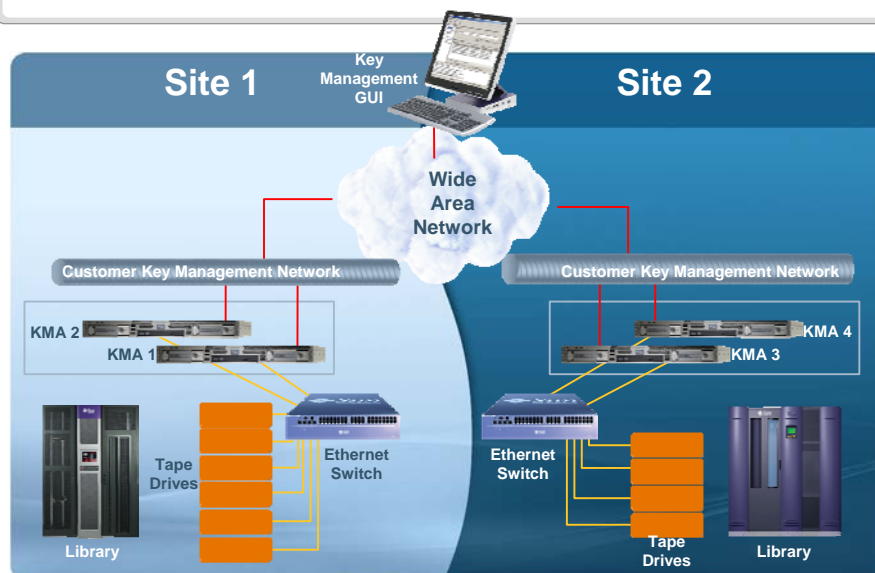 Site 1
Key
Management
GUI
Site 2
Wide
Area
Network
Customer Key Management Network
Customer Key Management Network
KMA 2
KMA 1
KMA 4
KMA 3
Tape
Drives
Ethernet
Switch
Library
Ethernet
Switch
Tape
Drives
Library